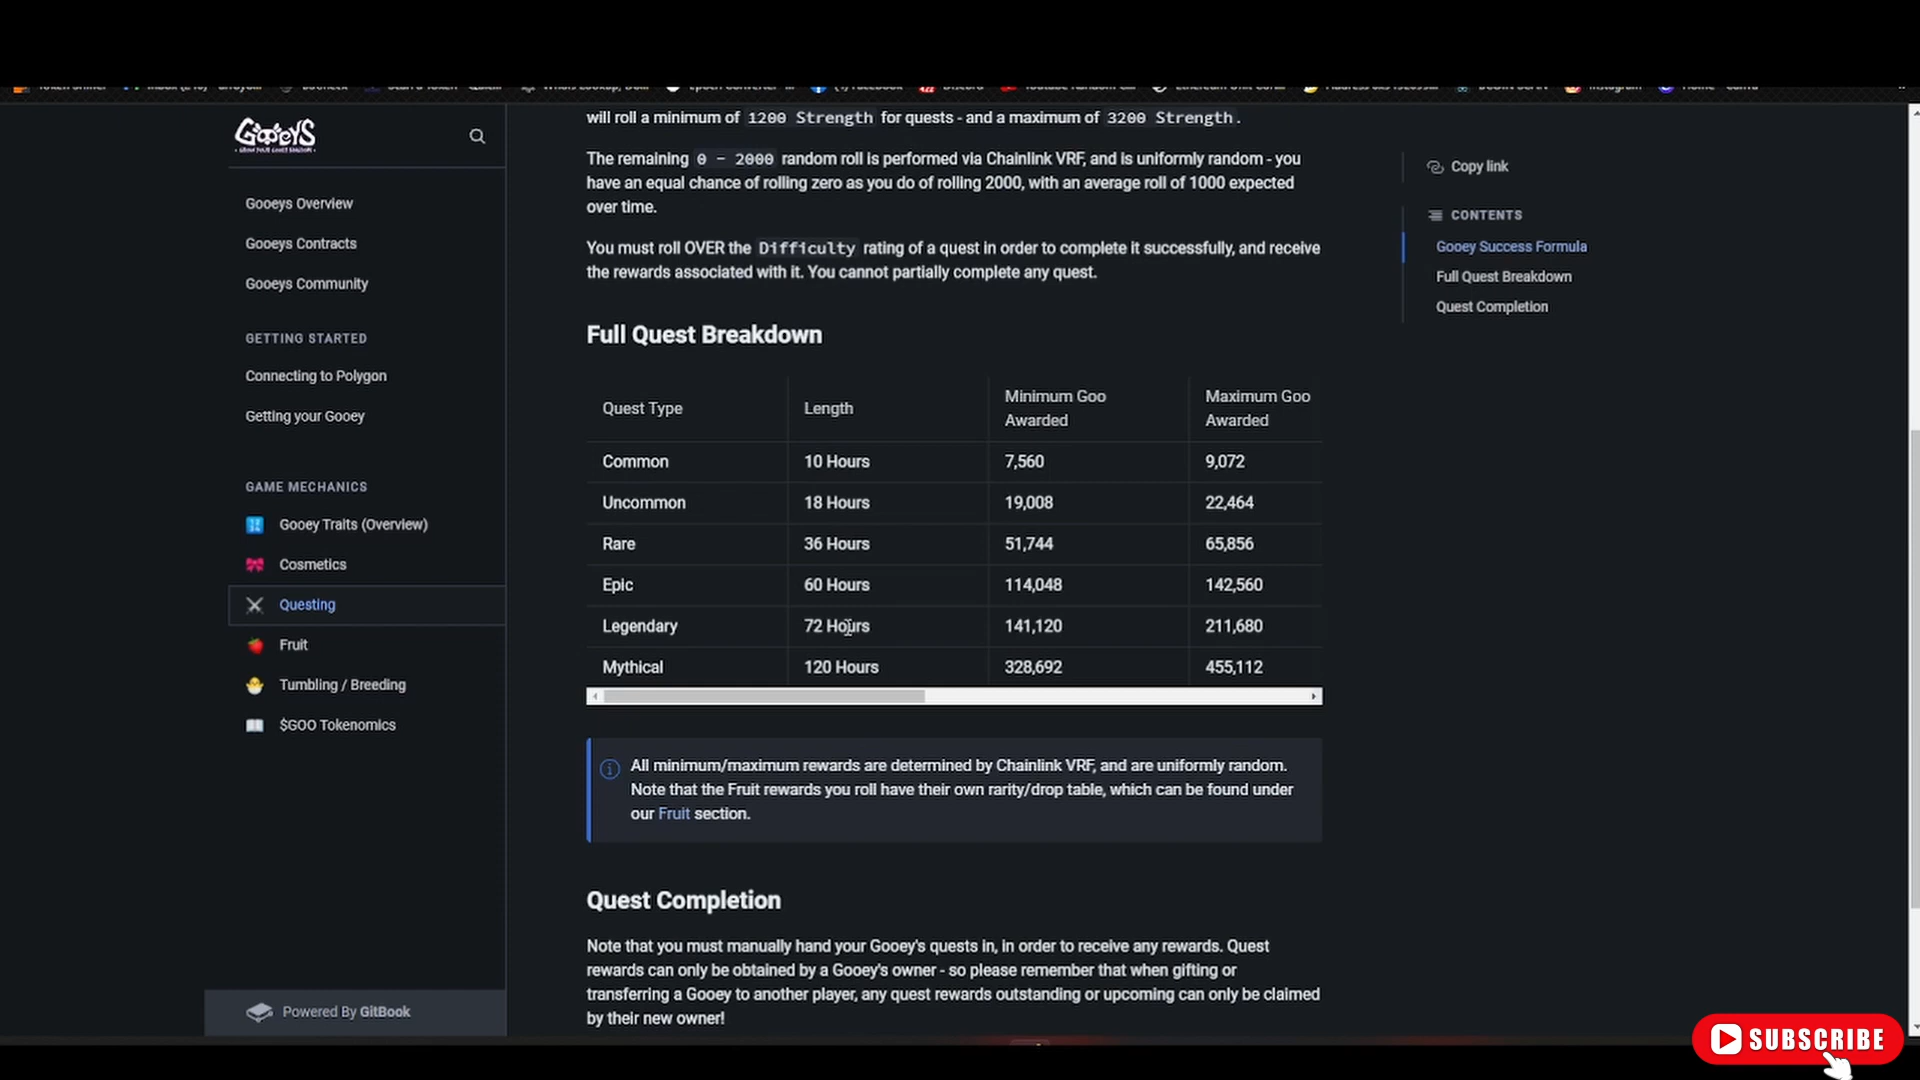 will roll a minimum of 1200 Strength for quests - and a maximum of 3200 Strength.
The remaining 0 - 2000 random roll is performed via Chainlink VRF, and is uniformly random - you
have an equal chance of rolling zero as you do of rolling 2000, with an average roll of 1000 expected
over time.
You must roll OVER the Difficulty rating of a quest in order to complete it successfully, and receive
the rewards associated with it. You cannot partially complete any quest.
Gooeys
Gooeys Overview
Gooeys Contracts
Gooeys Community
GETTING STARTED
Connecting to Polygon
Getting your Gooey
GAME MECHANICS
Gooey Traits (Overview)
Cosmetics
Questing
Fruit
Tumbling / Breeding
$GOO Tokenomics
Powered By GitBook
Copy link
CONTENTS
Gooey Success Formula
Full Quest Breakdown
Quest Completion
Full Quest Breakdown
Quest Type Length Minimum Goo Awarded Maximum Goo Awarded
Common 10 Hours 7,560 9,072
Uncommon 18 Hours 19,008 22,464
Rare 36 Hours 51,744 65,856
Epic 60 Hours 114,048 142,560
Legendary 72 Hours 141,120 211,680
Mythical 120 Hours 328,692 455,112
All minimum/maximum rewards are determined by Chainlink VRF, and are uniformly random.
Note that the Fruit rewards you roll have their own rarity/drop table, which can be found under
our Fruit section.
Quest Completion
Note that you must manually hand your Gooey's quests in, in order to receive any rewards. Quest
rewards can only be obtained by a Gooey's owner - so please remember that when gifting or
transferring a Gooey to another player, any quest rewards outstanding or upcoming can only be claimed
by their new owner!
SUBSCRIBE